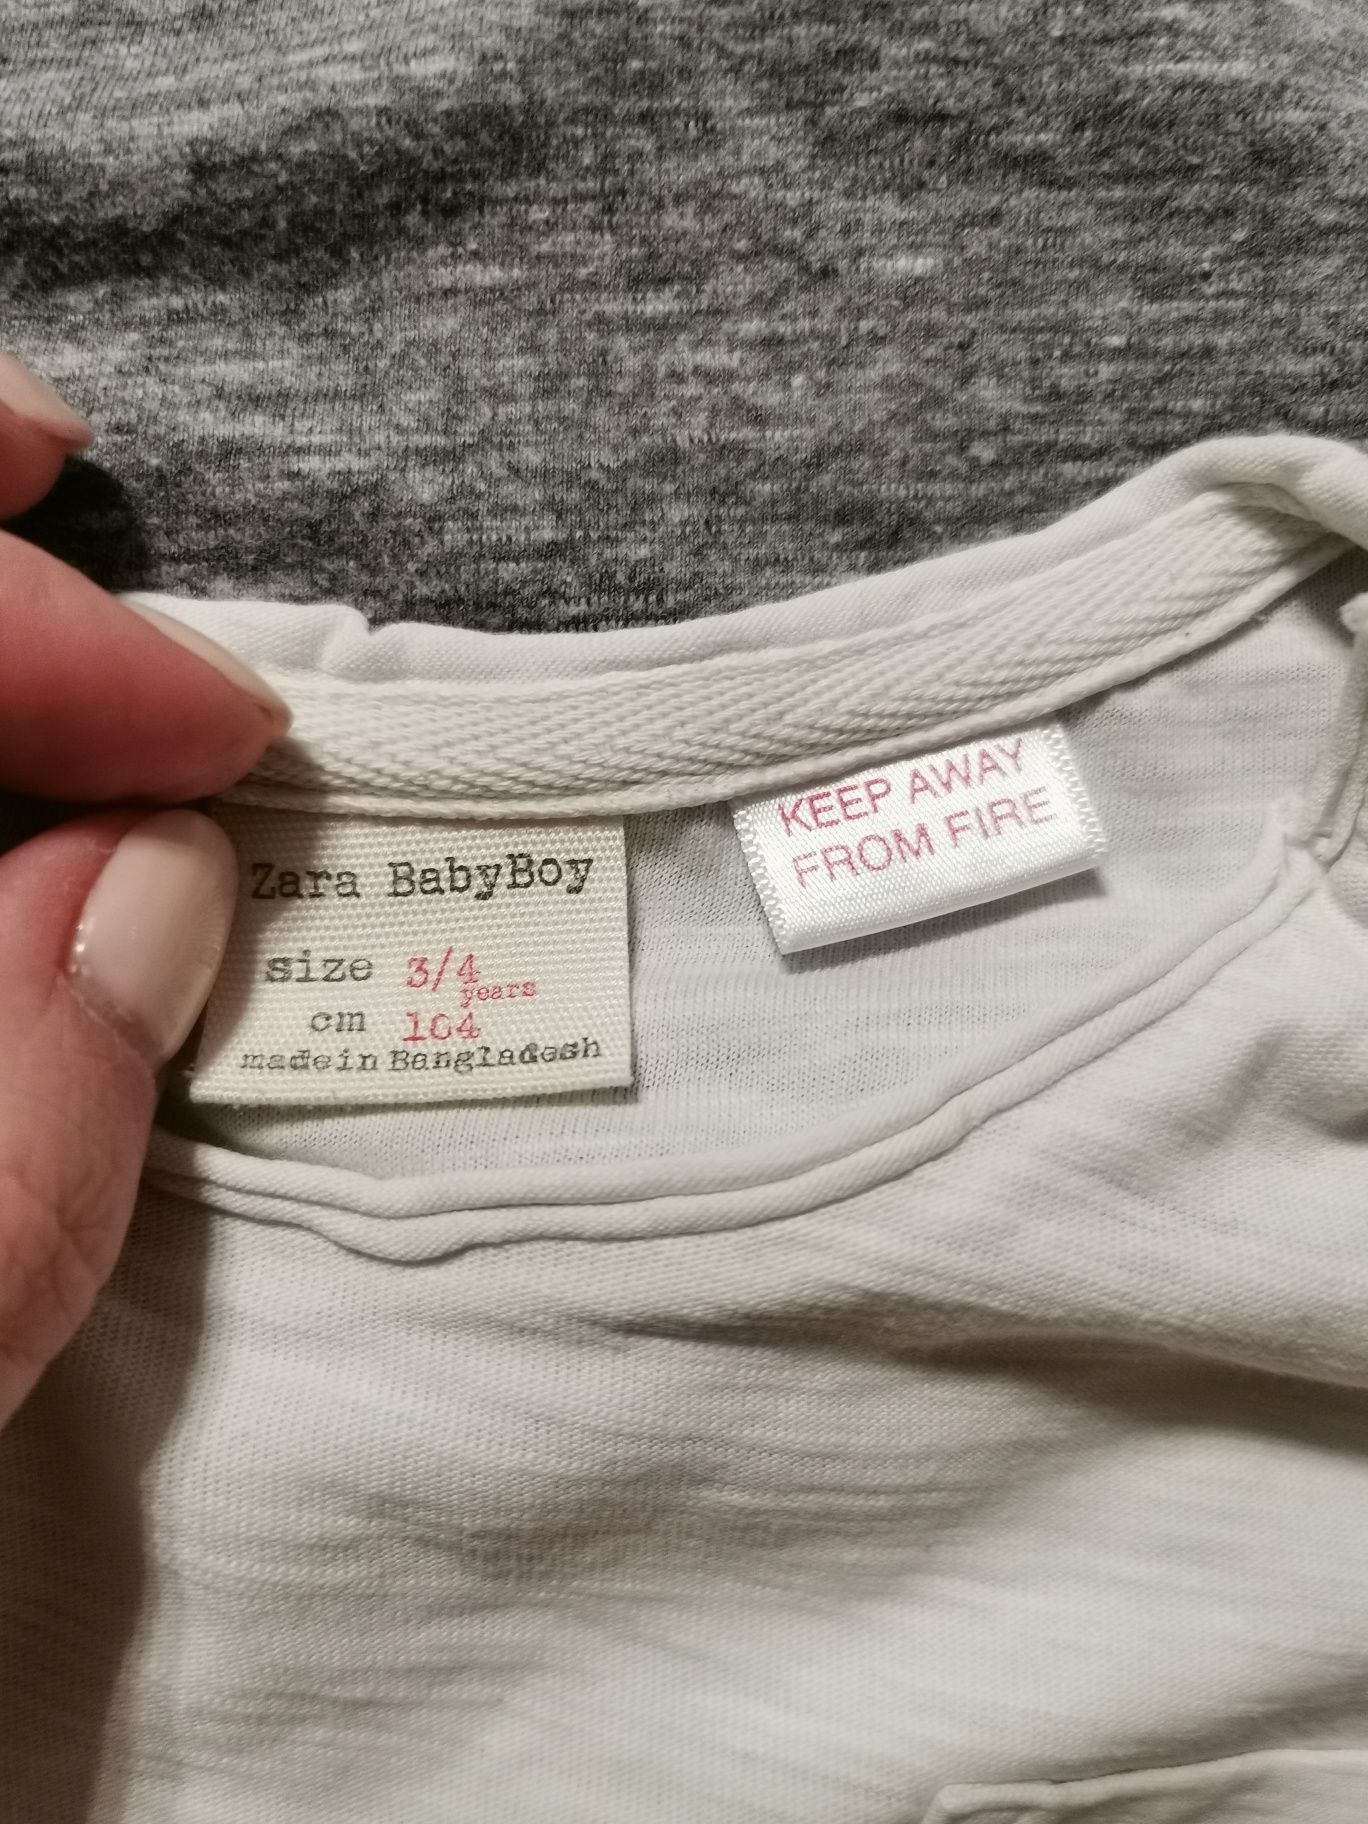 Zara BabyBoy
size 3/4
years
cm 104
made in Bangladesh
KEEP AWAY
FROM FIRE